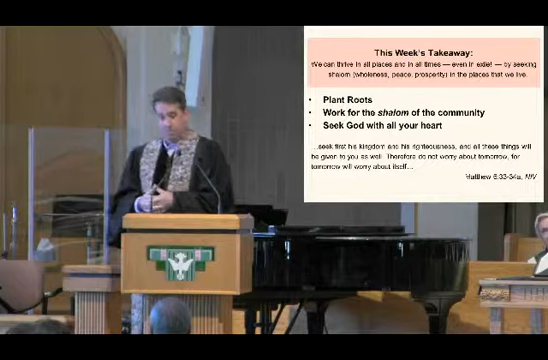 This Week's Takeaway:
We can thrive in all places and in all times — even in exile! — by seeking
shalom (wholeness, peace, prosperity) in the places that we live.
• Plant Roots
• Work for the shalom of the community
• Seek God with all your heart
…seek first his kingdom and his righteousness, and all these things will
be given to you as well. Therefore do not worry about tomorrow, for
tomorrow will worry about itself…
Matthew 6:33-34a, NIV